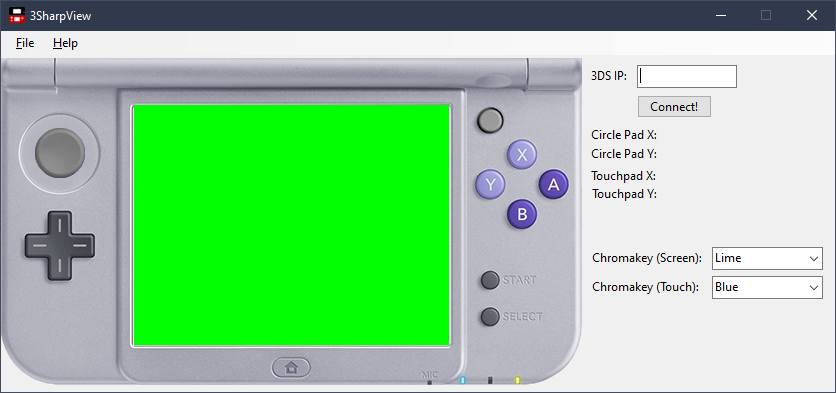 3SharpView
File Help
3DS IP:
Connect!
Circle Pad X:
Circle Pad Y:
Touchpad X:
Touchpad Y:
X
Y A
B
Chromakey (Screen): Lime
START
Chromakey (Touch): Blue
SELECT
MIC